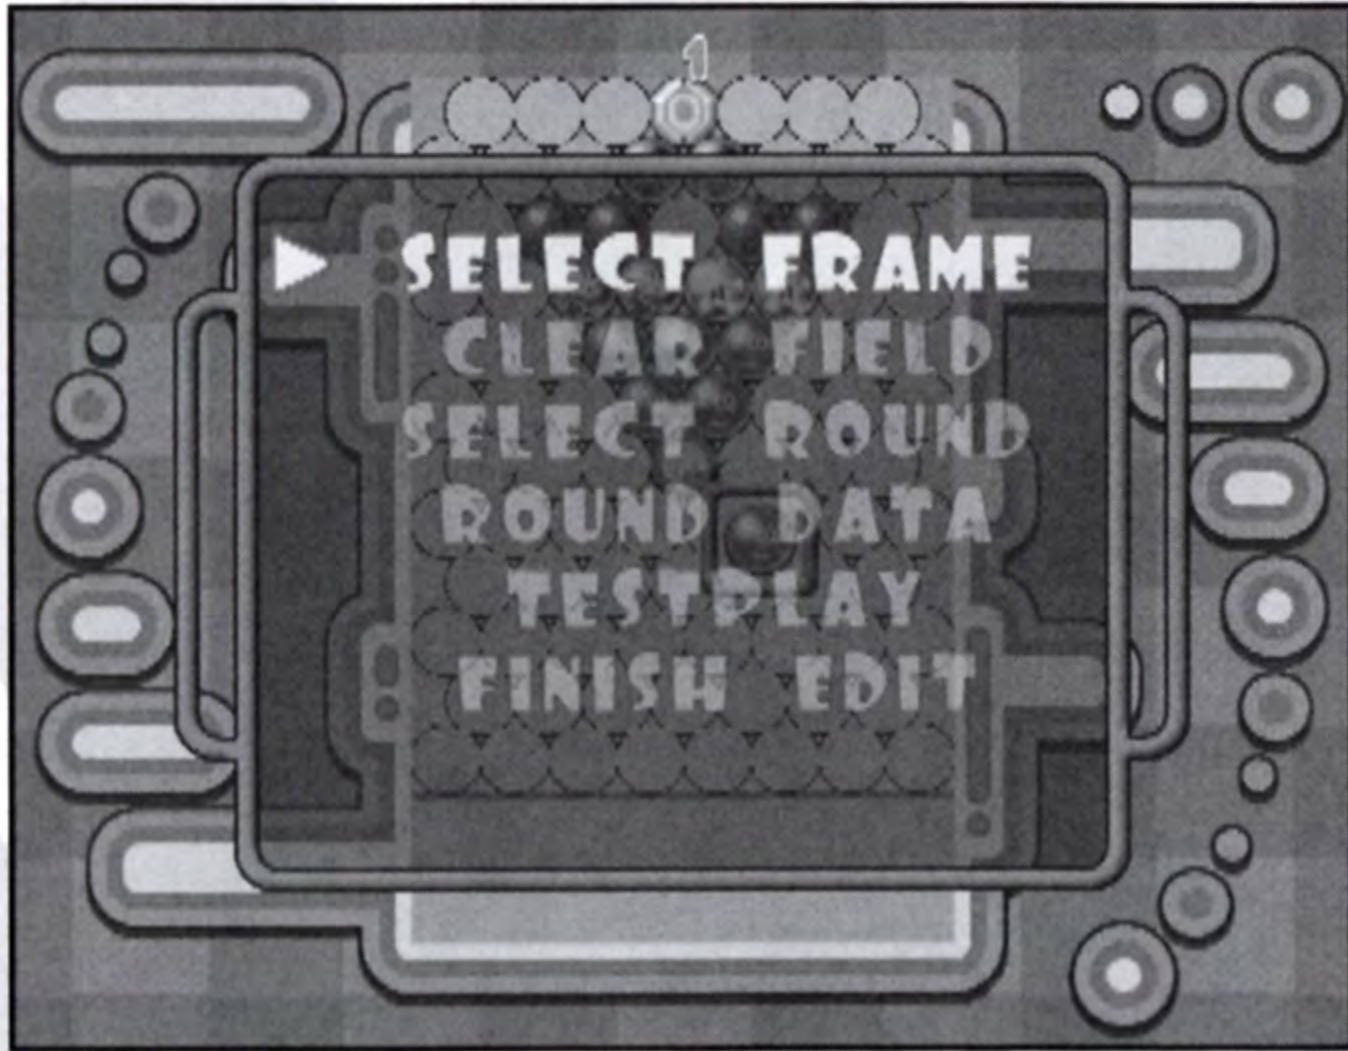 1
SELECT FRAME
CLEAR FIELD
SELECT ROUND
ROUND DATA
TESTPLAY
FINISH EDIT